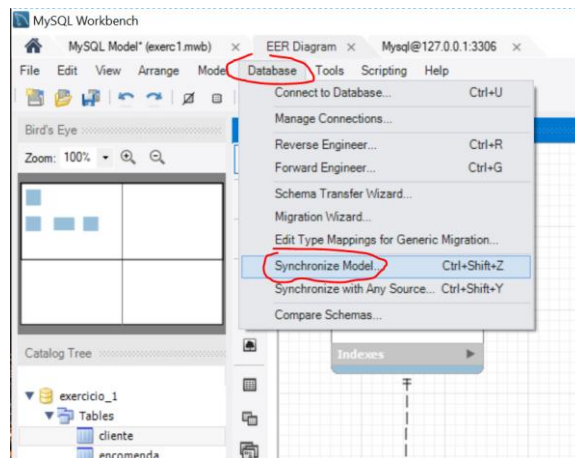 MySQL Workbench
MySQL Model* (exerc1.mwb) × EER Diagram × Mysql@127.0.0.1:3306 ×
File Edit View Arrange Mode Database Tools Scripting Help
Connect to Database... Ctrl+U
Manage Connections...
Bird's Eye
Reverse Engineer... Ctrl+R
Zoom: 100%
Forward Engineer... Ctrl+G
Schema Transfer Wizard...
Migration Wizard...
Edit Type Mappings for Generic Migration...
Synchronize Model... Ctrl+Shift+Z
Synchronize with Any Source... Ctrl+Shift+Y
Compare Schemas...
Catalog Tree
Indexes
exercicio_1
Tables
cliente
encomenda